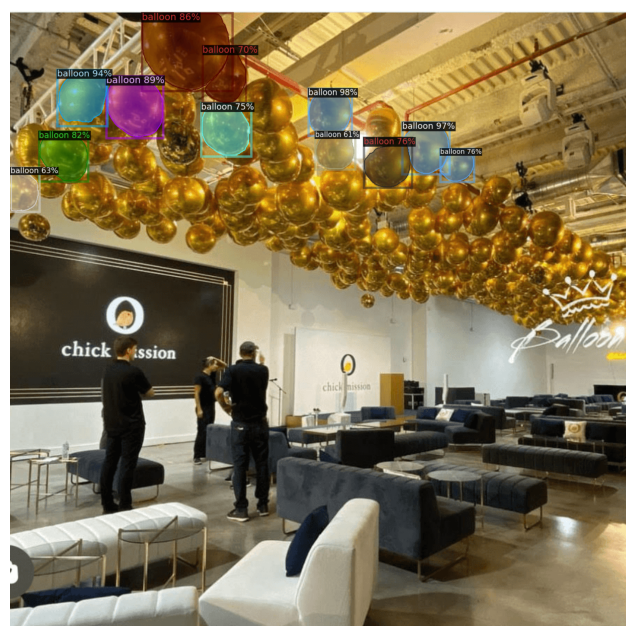 balloon 86%
balloon 70%
balloon 94%
balloon 89%
balloon 98%
balloon 75%
balloon 61%
balloon 97%
balloon 82%
balloon 76%
balloon 76%
balloon 63%
chick mission
chick mission
Balloon